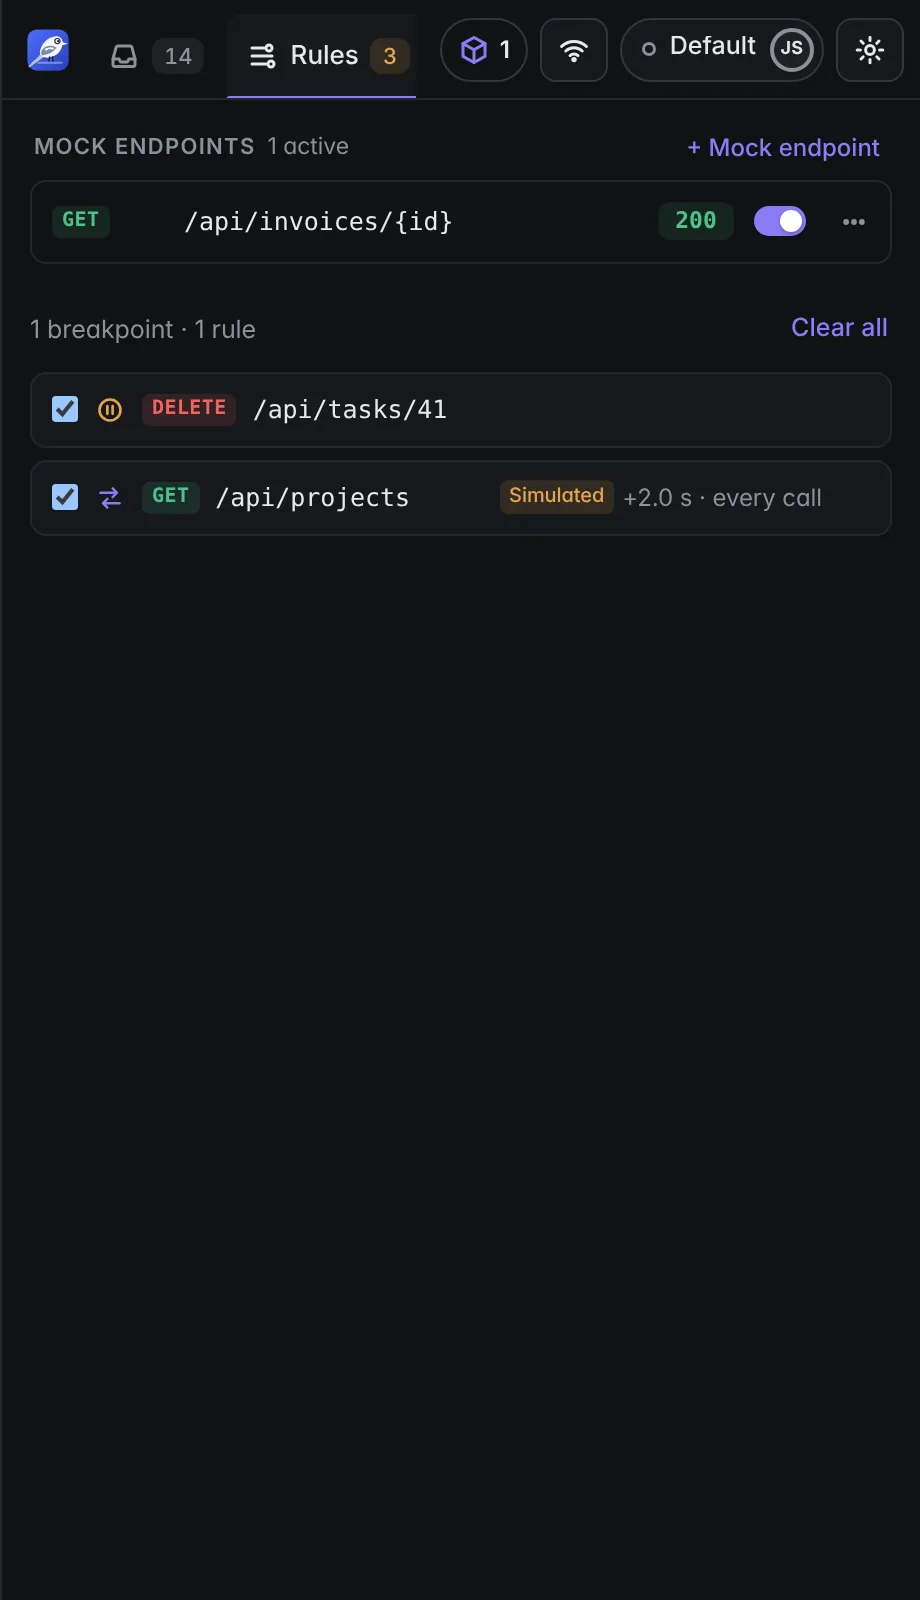 14 Rules 3 1 Default JS
MOCK ENDPOINTS 1 active + Mock endpoint
GET /api/invoices/{id} 200
1 breakpoint · 1 rule Clear all
DELETE /api/tasks/41
GET /api/projects Simulated +2.0 s · every call